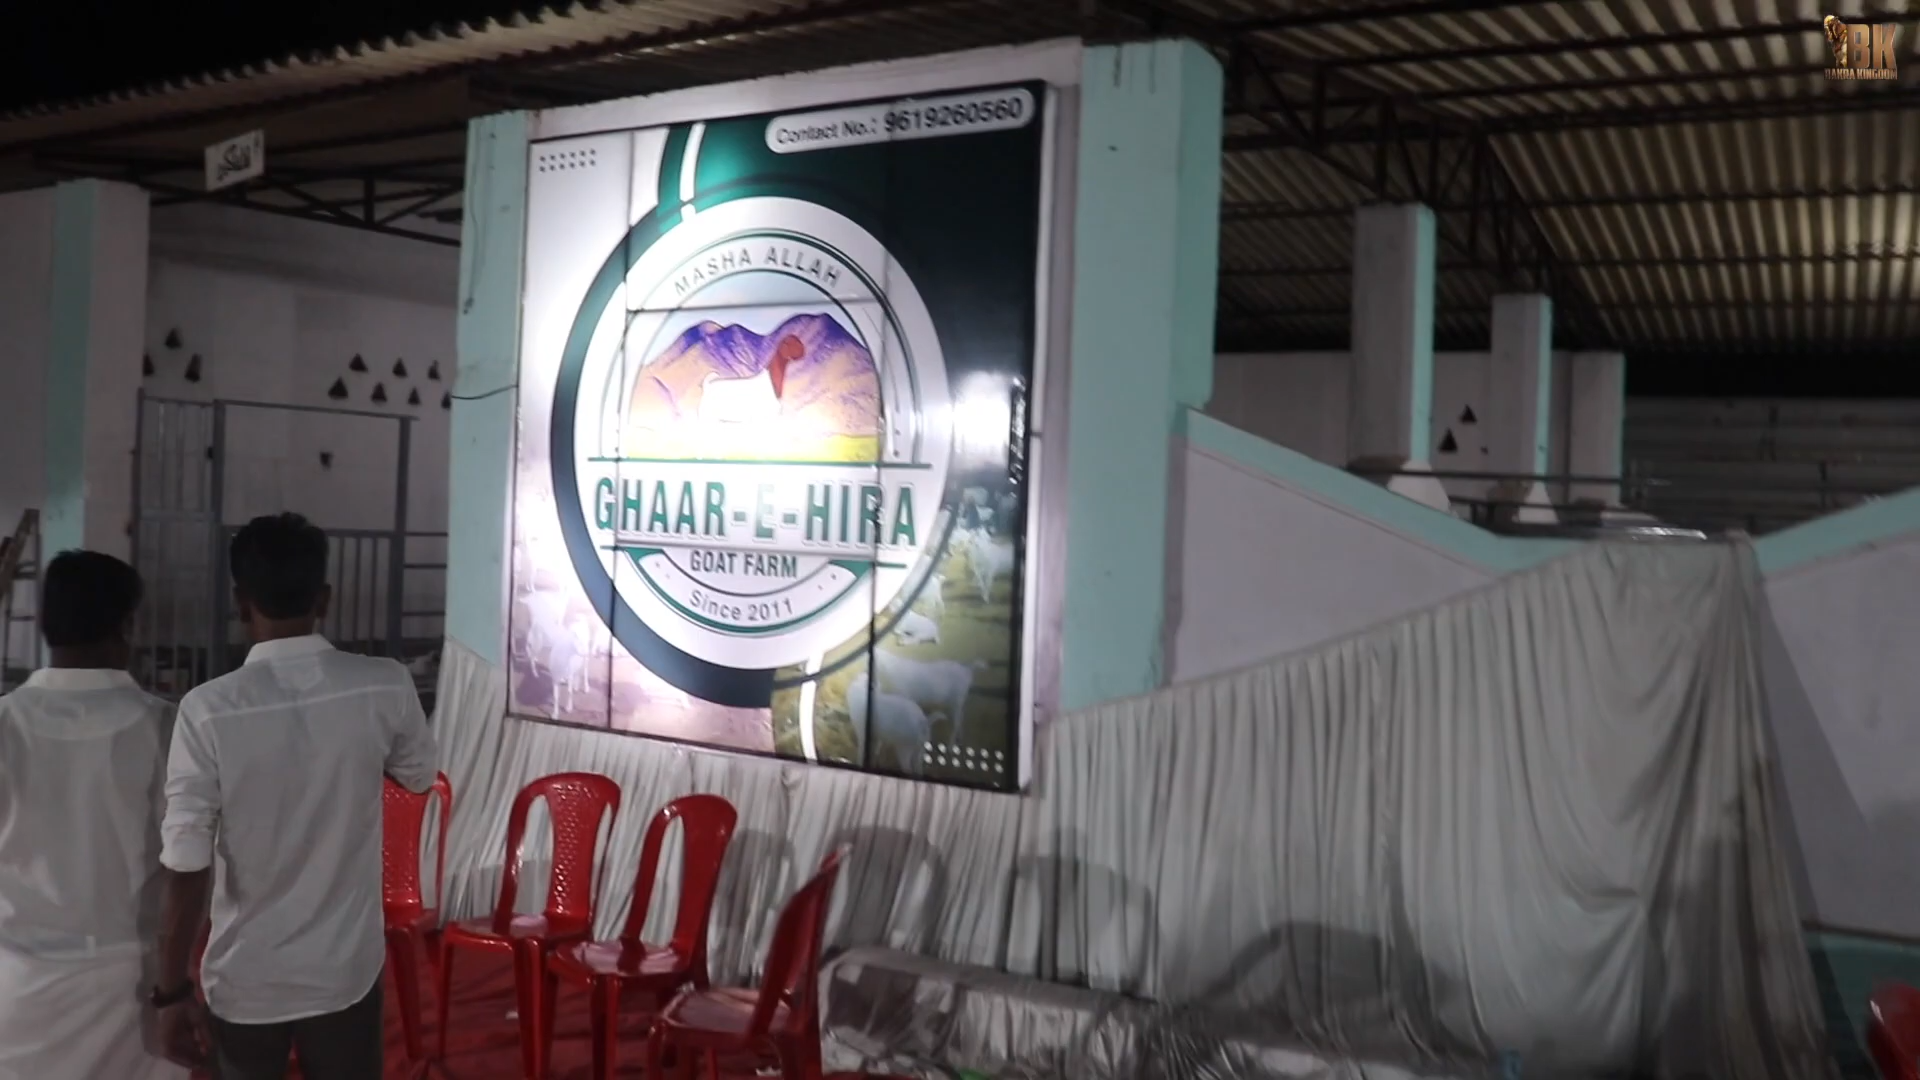 BK
BAKRA KINGDOM
Contact No.: 9619260560
MASHA ALLAH
GHAAR-E-HIRA
GOAT FARM
Since 2011